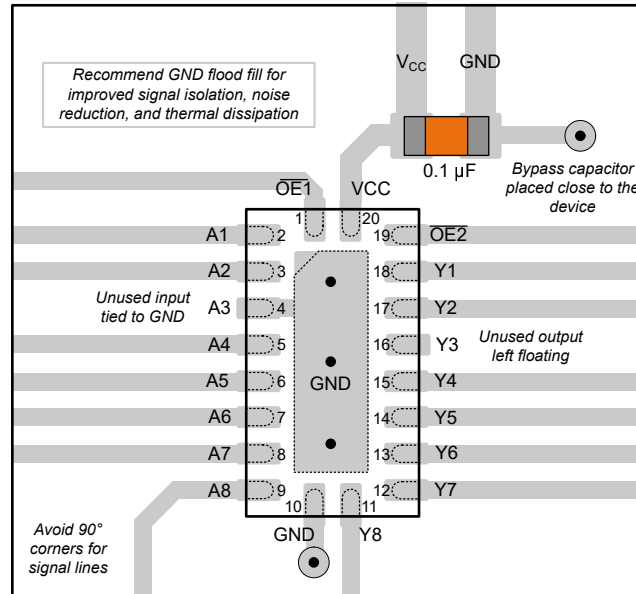 Recommend GND flood fill for
improved signal isolation, noise
reduction, and thermal dissipation
VCC GND
0.1 µF
Bypass capacitor
placed close to the
device
OE1 VCC
1 20
A1 2 19 OE2
A2 3 18 Y1
Unused input
tied to GND
A3 4 17 Y2
A4 5 16 Y3
Unused output
left floating
GND
A5 6 15 Y4
A6 7 14 Y5
A7 8 13 Y6
A8 9 12 Y7
10 11
GND Y8
Avoid 90°
corners for
signal lines